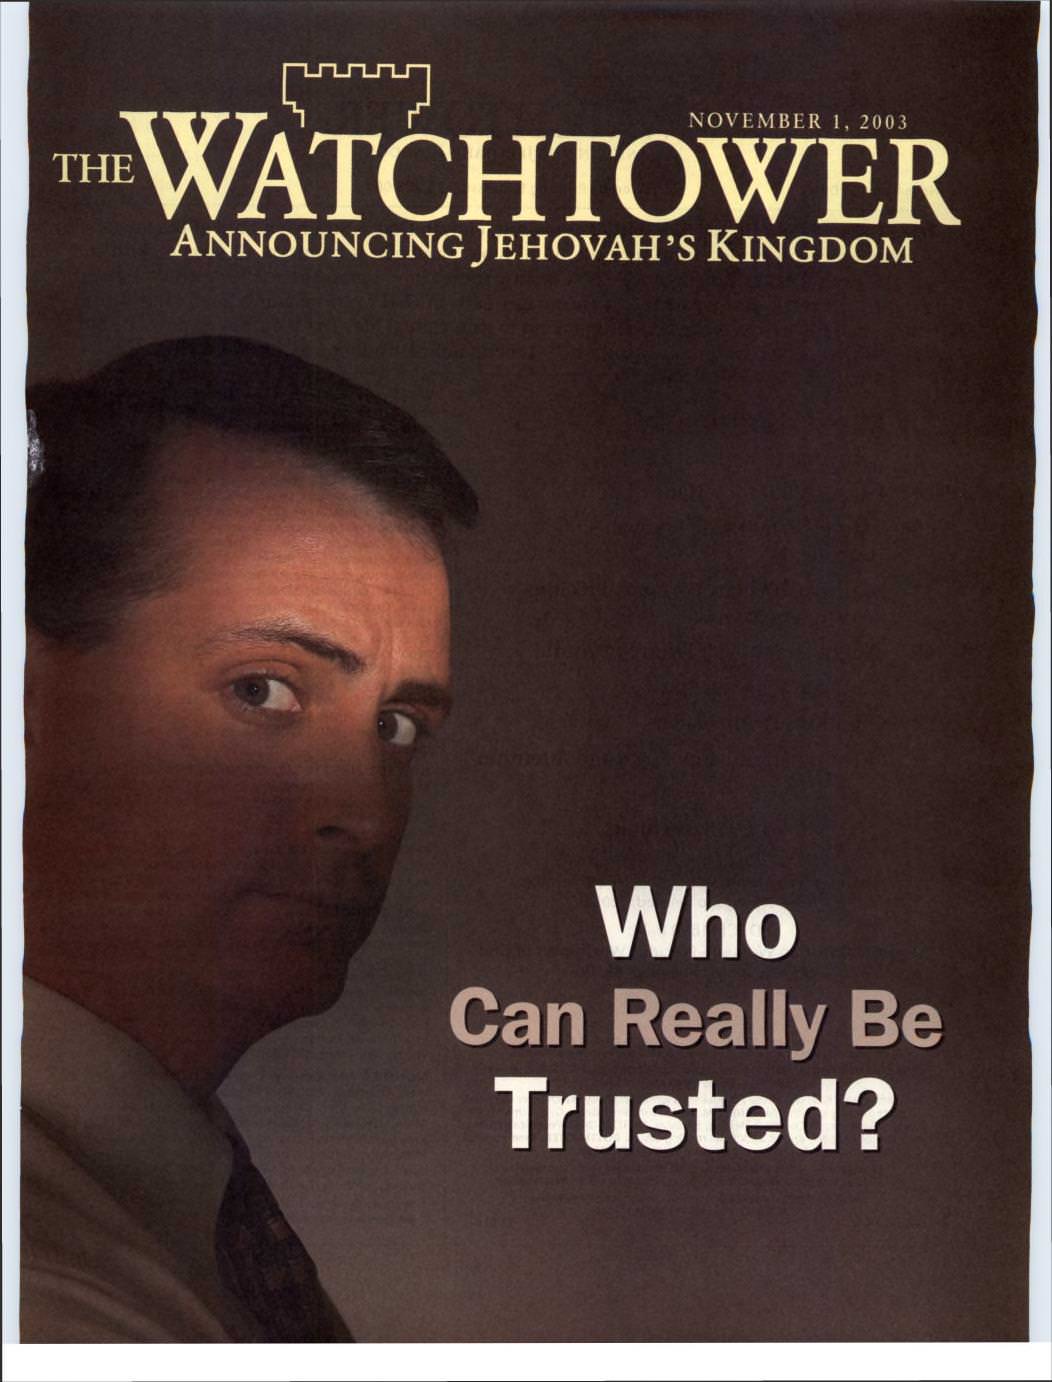 NOVEMBER 1, 2003
THE WATCHTOWER
ANNOUNCING JEHOVAH'S KINGDOM
Who
Can Really Be
Trusted?